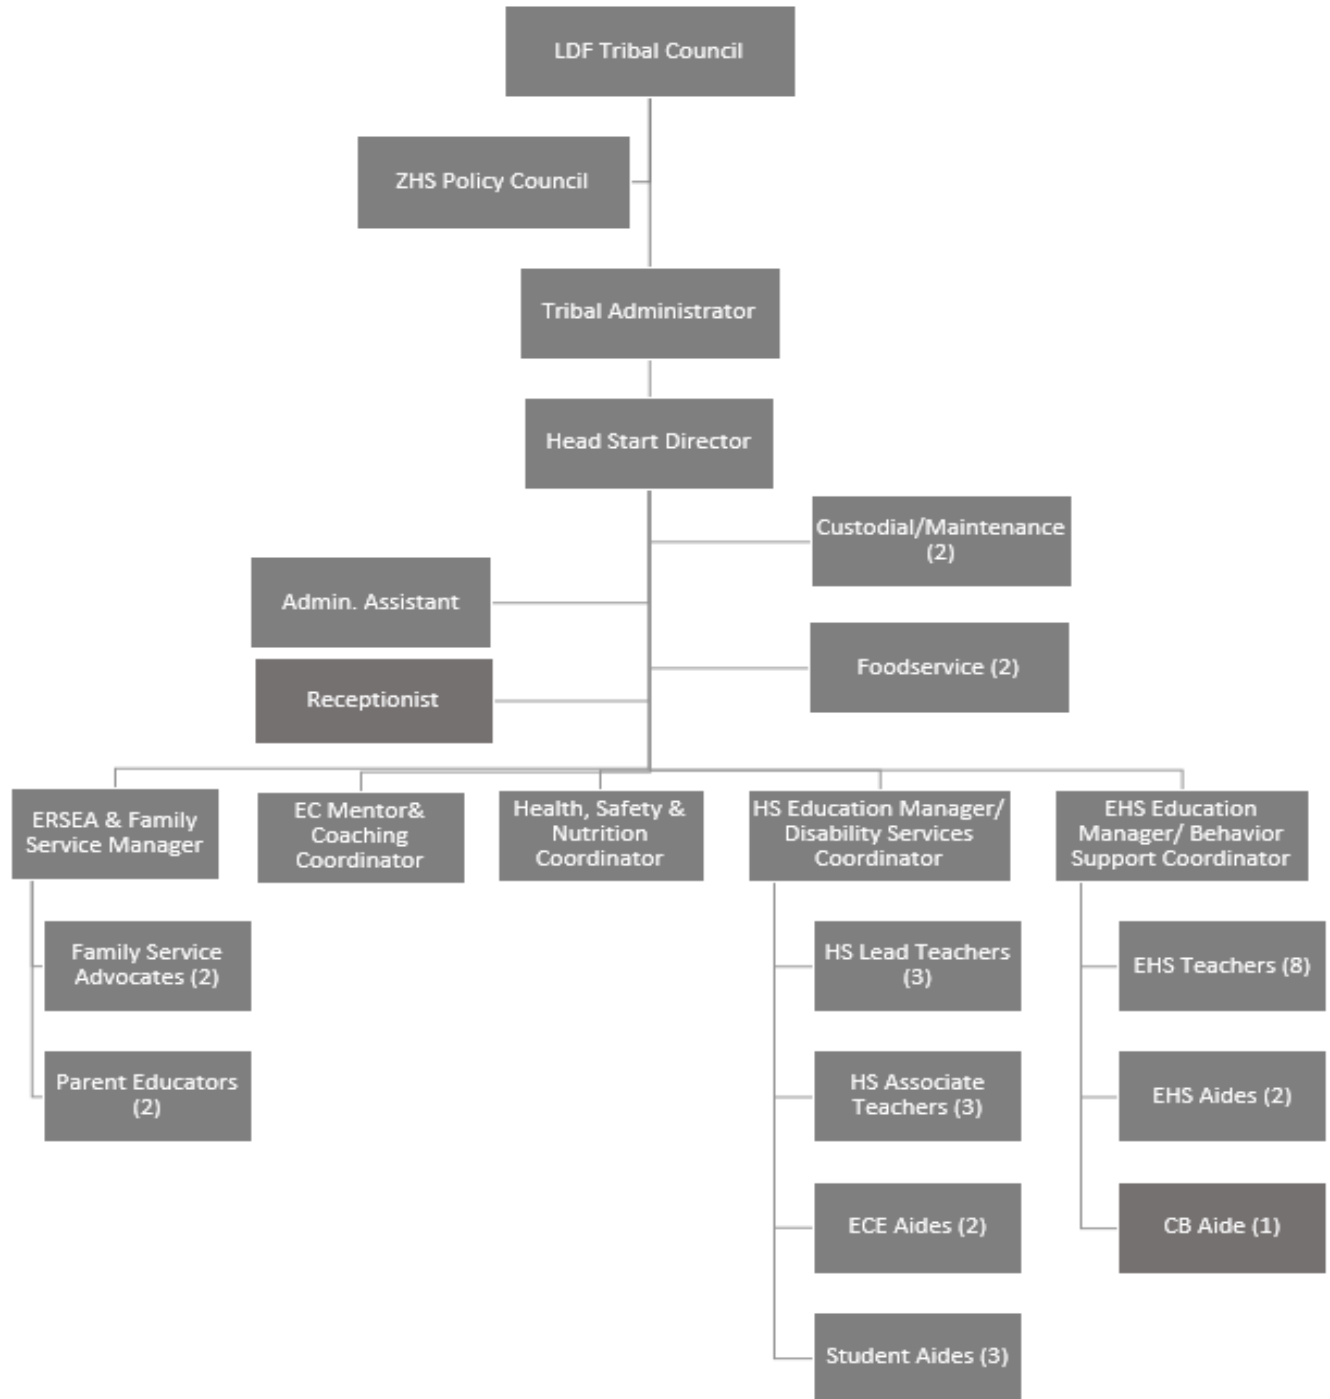 LDF Tribal Council
ZHS Policy Council
Tribal Administrator
Head Start Director
Custodial/Maintenance
(2)
Admin. Assistant
Foodservice (2)
Receptionist
ERSEA & Family
Service Manager
EC Mentor&
Coaching
Coordinator
Health, Safety &
Nutrition
Coordinator
HS Education Manager/
Disability Services
Coordinator
EHS Education
Manager/ Behavior
Support Coordinator
Family Service
Advocates (2)
Parent Educators
(2)
HS Lead Teachers
(3)
HS Associate
Teachers (3)
ECE Aides (2)
Student Aides (3)
EHS Teachers (8)
EHS Aides (2)
CB Aide (1)